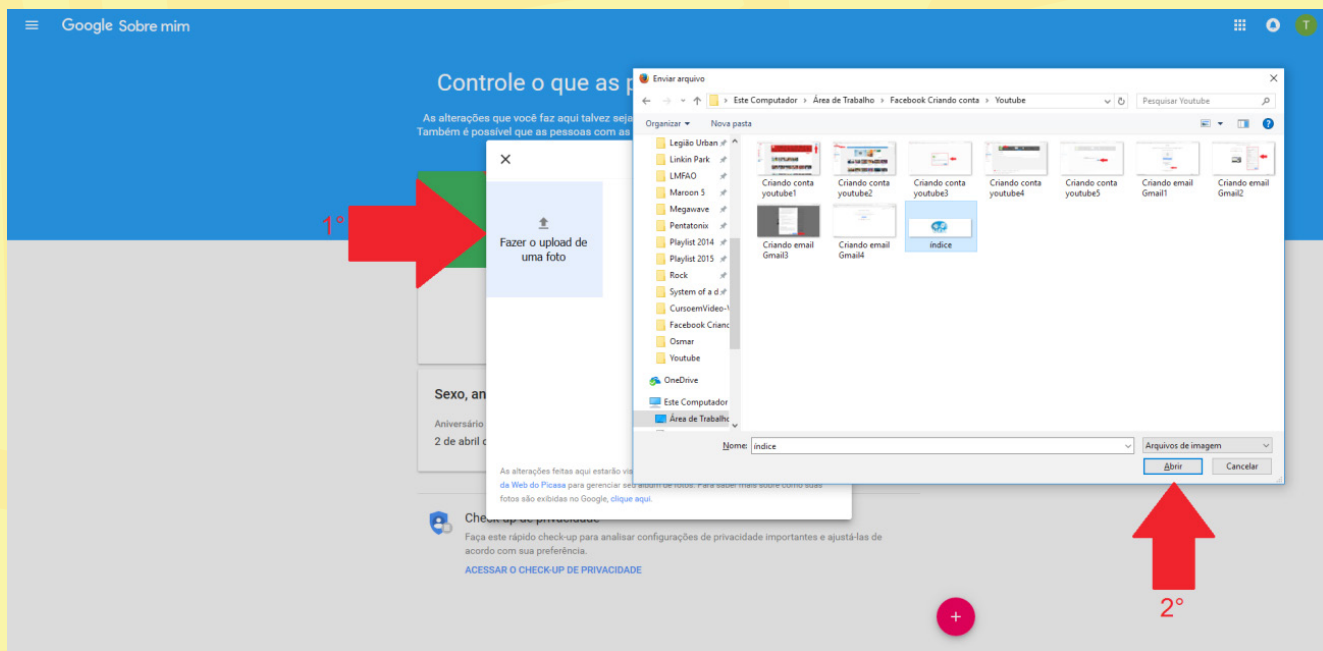 Google Sobre mim
T
Controle o que as p
As alterações que você faz aqui talvez seja
Também é possível que as pessoas com as
1°
Fazer o upload de
uma foto
Sexo, an
Aniversário
2 de abril d
As alterações feitas aqui estarão vis
da Web do Picasa para gerenciar seu álbum de fotos. Para saber mais sobre como suas
fotos são exibidas no Google, clique aqui.
Check-up de privacidade
Faça este rápido check-up para analisar configurações de privacidade importantes e ajustá-las de
acordo com sua preferência.
ACESSAR O CHECK-UP DE PRIVACIDADE
+
Enviar arquivo
Este Computador > Área de Trabalho > Facebook Criando conta > Youtube
Pesquisar Youtube
Organizar
Nova pasta
Legião Urban
Linkin Park
LMFAO
Maroon 5
Megawave
Pentatonix
Playlist 2014
Playlist 2015
Rock
System of a d
CursoemVideo-
Facebook Criand
Osmar
Youtube
OneDrive
Este Computador
Área de Trabalho
Criando conta
youtube1
Criando conta
youtube2
Criando conta
youtube3
Criando conta
youtube4
Criando conta
youtube5
Criando email
Gmail1
Criando email
Gmail2
Criando email
Gmail3
Criando email
Gmail4
índice
Nome: índice
Arquivos de imagem
Abrir
Cancelar
2°